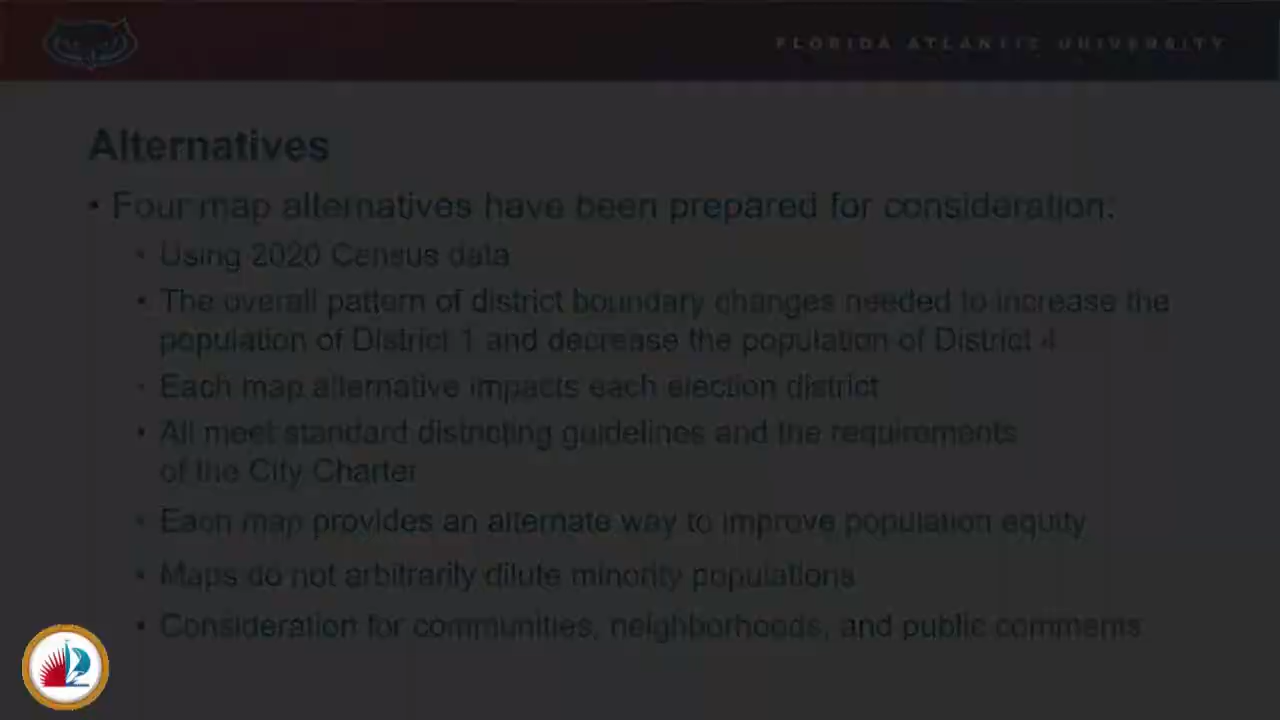 FLORIDA ATLANTIC UNIVERSITY
Alternatives
• Four map alternatives have been prepared for consideration:
• Using 2020 Census data
• The overall pattern of district boundary changes needed to increase the
population of District 1 and decrease the population of District 4
• Each map alternative impacts each election district
• All meet standard districting guidelines and the requirements
of the City Charter
• Each map provides an alternate way to improve population equity
• Maps do not arbitrarily dilute minority populations
• Consideration for communities, neighborhoods, and public comments